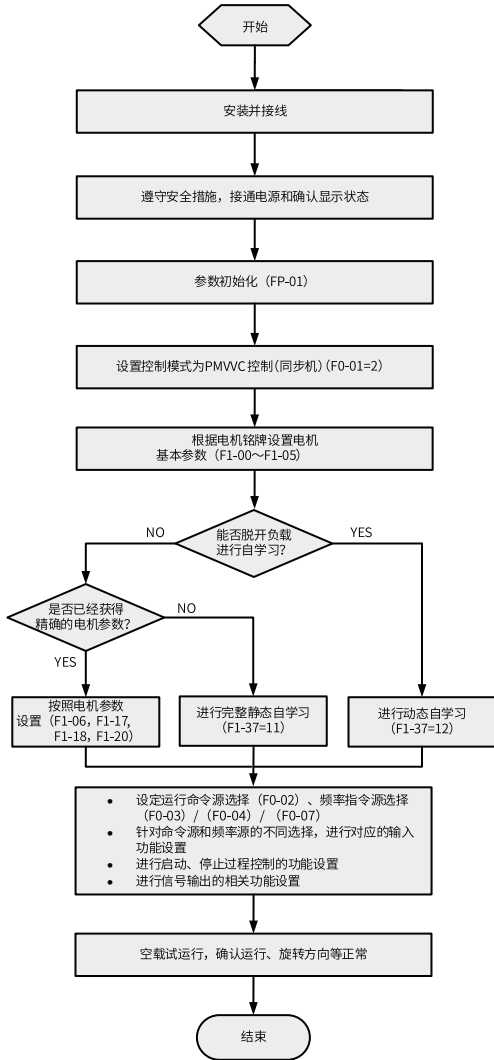 开始
安装并接线
遵守安全措施，接通电源和确认显示状态
参数初始化（FP-01）
设置控制模式为PMVVC控制（同步机）（F0-01=2）
根据电机铭牌设置电机
基本参数（F1-00～F1-05）
能否脱开负载
进行自学习？
NO
YES
是否已经获得
精确的电机参数？
NO
YES
按照电机参数
设置（F1-06，F1-17,
F1-18，F1-20）
进行完整静态自学习
（F1-37=11）
进行动态自学习
（F1-37=12）
• 设定运行命令源选择（F0-02）、频率指令源选择
（F0-03）/（F0-04）/ （F0-07）
• 针对命令源和频率源的不同选择，进行对应的输入
功能设置
• 进行启动、停止过程控制的功能设置
• 进行信号输出的相关功能设置
空载试运行，确认运行、旋转方向等正常
结束